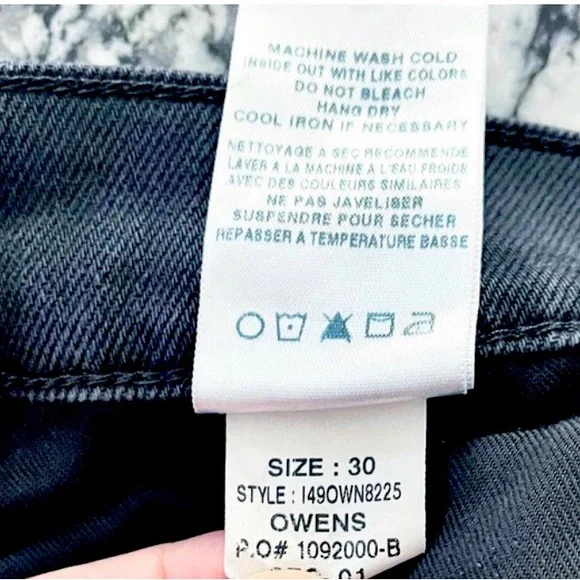 MACHINE WASH COLD
INSIDE OUT WITH LIKE COLORS
DO NOT BLEACH
HANG DRY
COOL IRON IF NECESSARY
NETTOYAGE A SEC RECOMMENDE
LAVER A LA MACHINE A L'EAU FROIDE
AVEC DES COULEURS SIMILAIRES
NE PAS JAVELISER
SUSPENDRE POUR SECHER
REPASSER A TEMPERATURE BASSE
SIZE : 30
STYLE : I49OWN8225
OWENS
P.O# 1092000-B